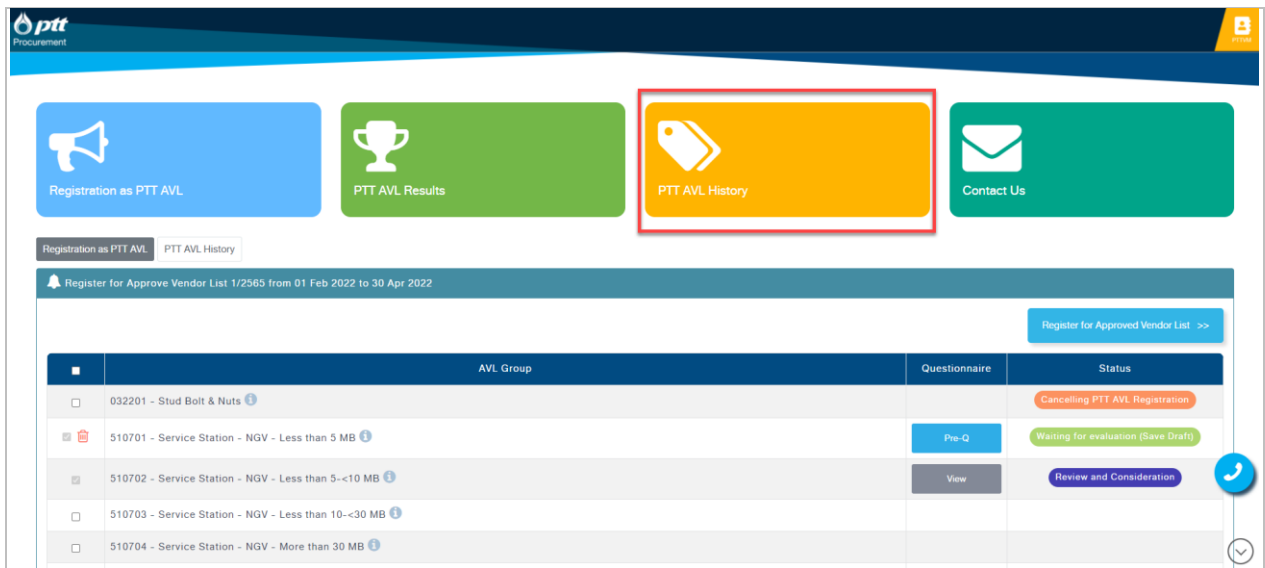 ptt
Procurement
PTTVM
Registration as PTT AVL
PTT AVL Results
PTT AVL History
Contact Us
Registration as PTT AVL PTT AVL History
Register for Approve Vendor List 1/2565 from 01 Feb 2022 to 30 Apr 2022
Register for Approved Vendor List >>
AVL Group Questionnaire Status
032201 - Stud Bolt & Nuts Cancelling PTT AVL Registration
510701 - Service Station - NGV - Less than 5 MB Pre-Q Waiting for evaluation (Save Draft)
510702 - Service Station - NGV - Less than 5-<10 MB View Review and Consideration
510703 - Service Station - NGV - Less than 10-<30 MB
510704 - Service Station - NGV - More than 30 MB